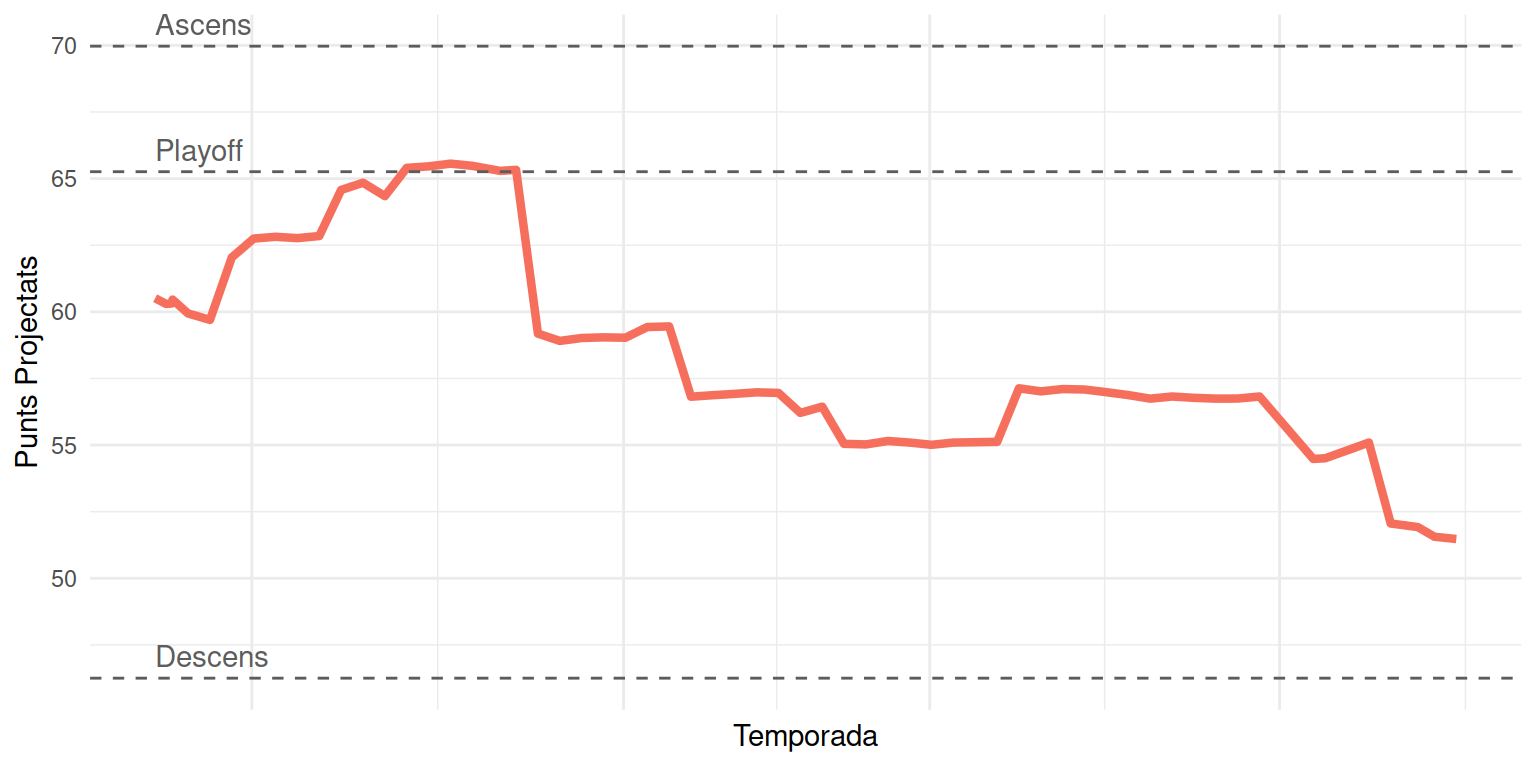 Ascens
70
Playoff
65
60
55
50
Descens
Punts Projectats
Temporada